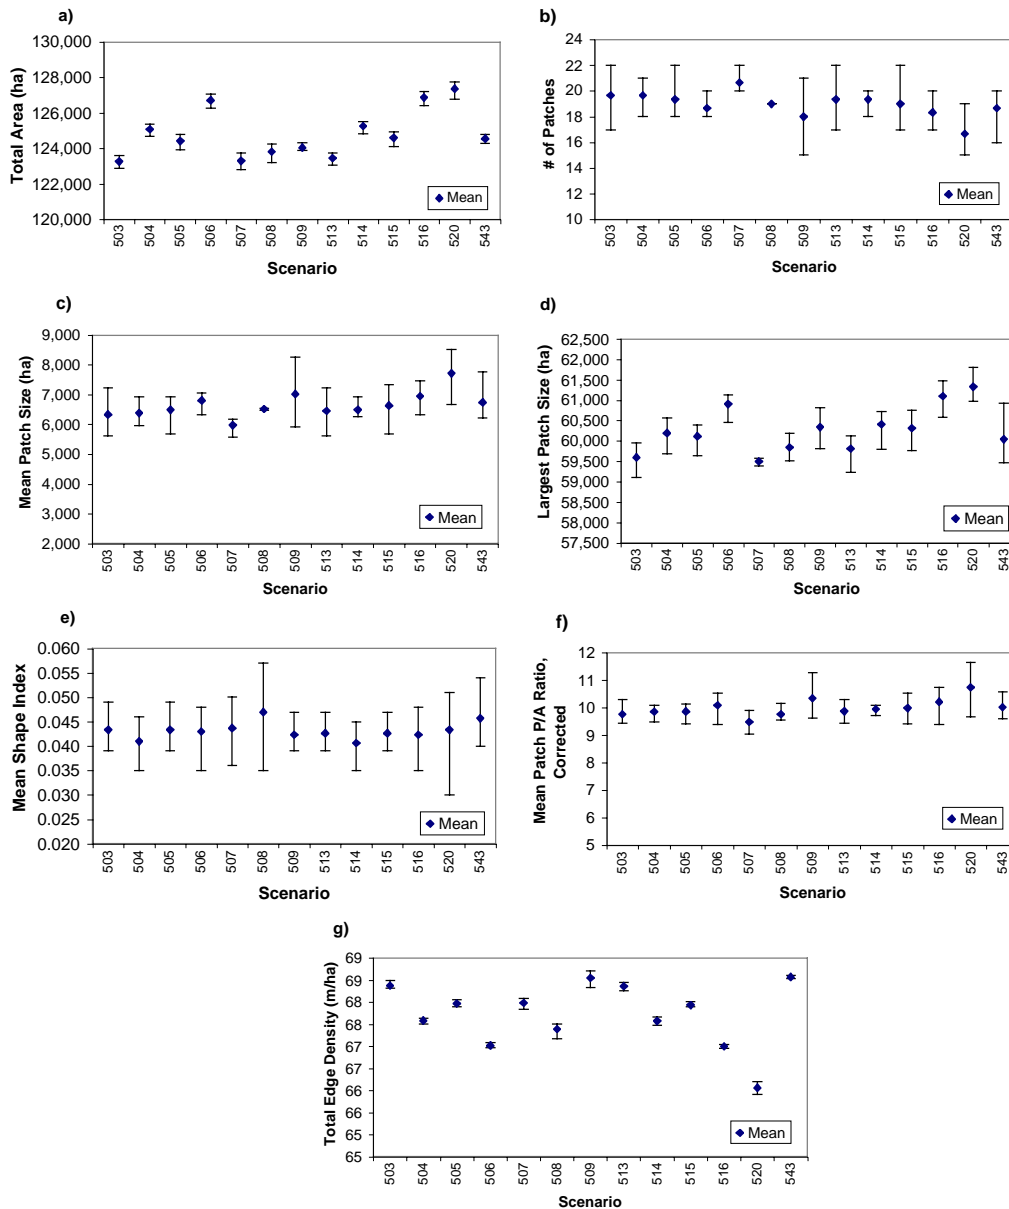 a)
Total Area (ha)
130,000
128,000
126,000
124,000
122,000
120,000
Mean
503 504 505 506 507 508 509 513 514 515 516 520 543
Scenario
b)
# of Patches
24
22
20
18
16
14
12
10
Mean
503 504 505 506 507 508 509 513 514 515 516 520 543
Scenario
c)
Mean Patch Size (ha)
9,000
8,000
7,000
6,000
5,000
4,000
3,000
2,000
Mean
503 504 505 506 507 508 509 513 514 515 516 520 543
Scenario
d)
Largest Patch Size (ha)
62,500
62,000
61,500
61,000
60,500
60,000
59,500
59,000
58,500
58,000
57,500
Mean
503 504 505 506 507 508 509 513 514 515 516 520 543
Scenario
e)
Mean Shape Index
0.060
0.055
0.050
0.045
0.040
0.035
0.030
0.025
0.020
Mean
503 504 505 506 507 508 509 513 514 515 516 520 543
Scenario
f)
Mean Patch P/A Ratio,
Corrected
12
11
10
9
8
7
6
5
Mean
503 504 505 506 507 508 509 513 514 515 516 520 543
Scenario
g)
Total Edge Density (m/ha)
69
69
68
68
67
67
66
66
65
65
Mean
503 504 505 506 507 508 509 513 514 515 516 520 543
Scenario